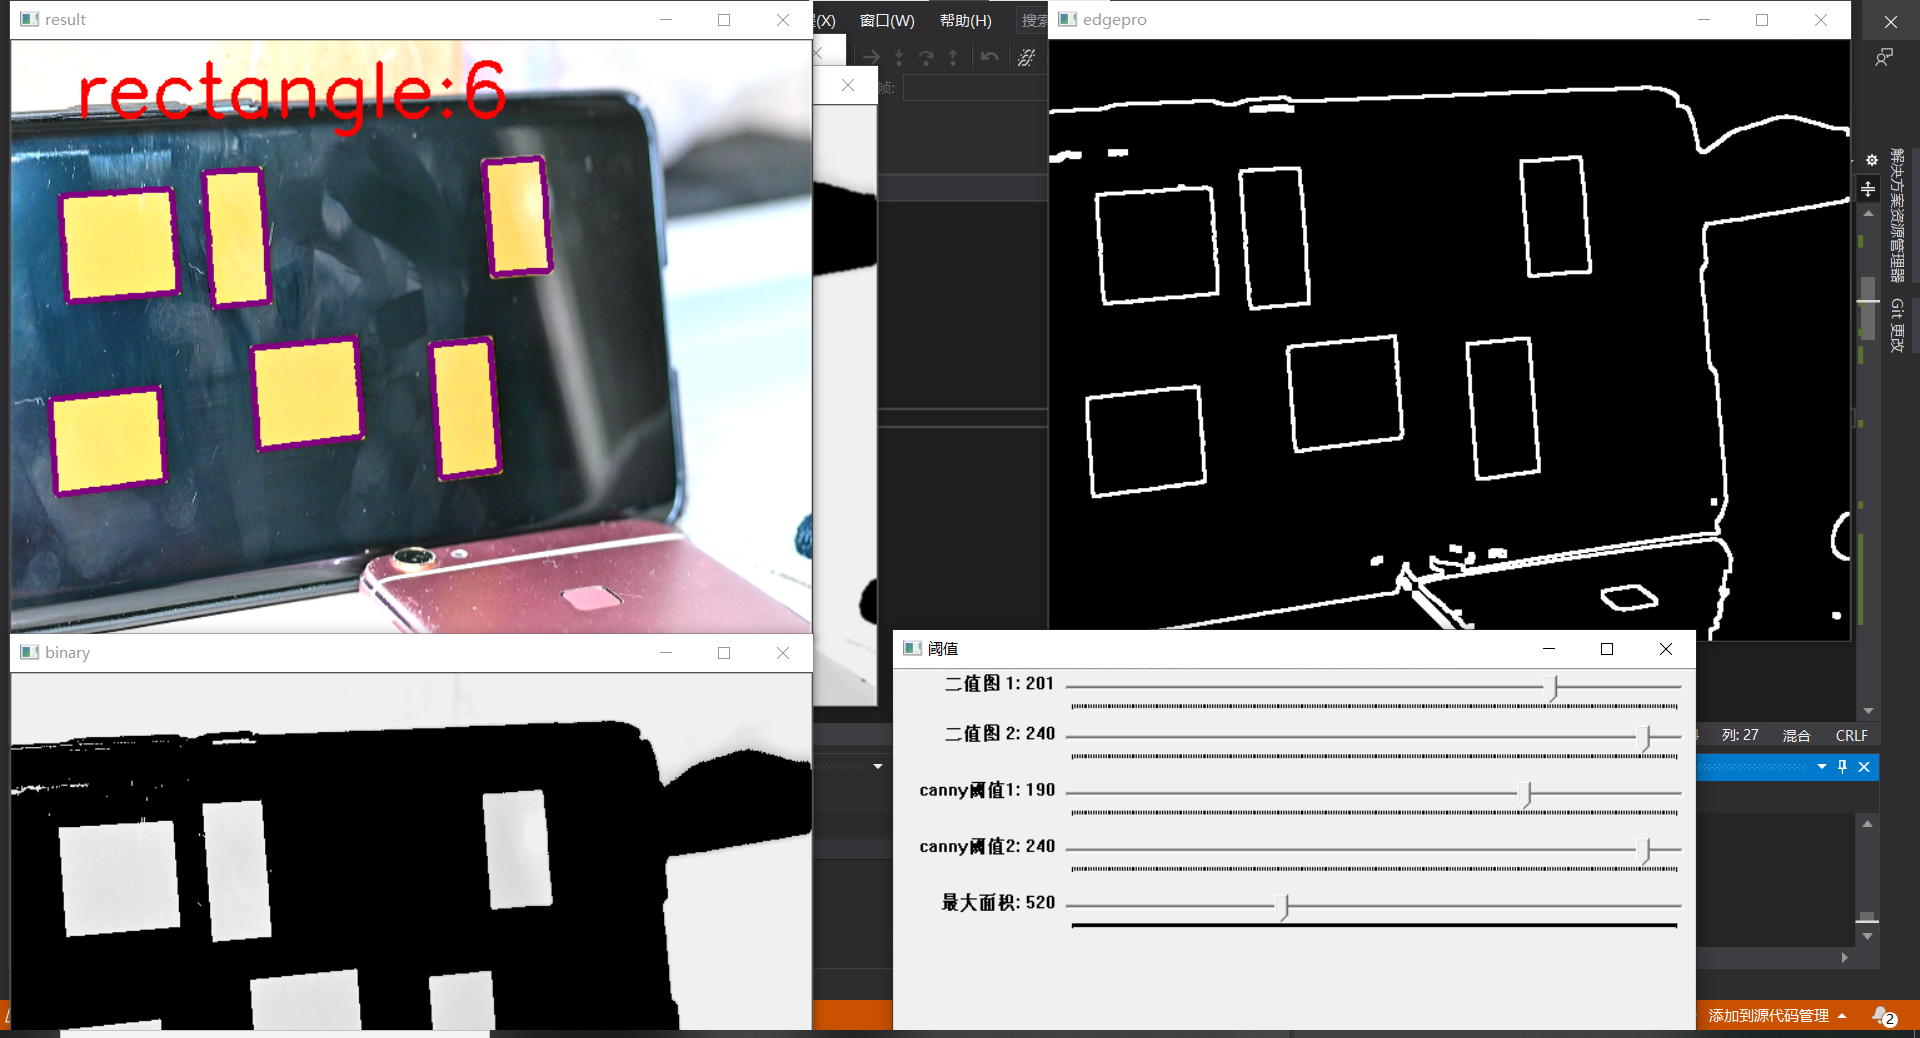 result
rectangle:6
(X)
窗口(W)
帮助(H)
搜索
帧:
edgepro
解决方案资源管理器
Git 更改
binary
阈值
二值图 1: 201
二值图 2: 240
canny阈值1: 190
canny阈值2: 240
最大面积: 520
列: 27
混合
CRLF
添加到源代码管理
2